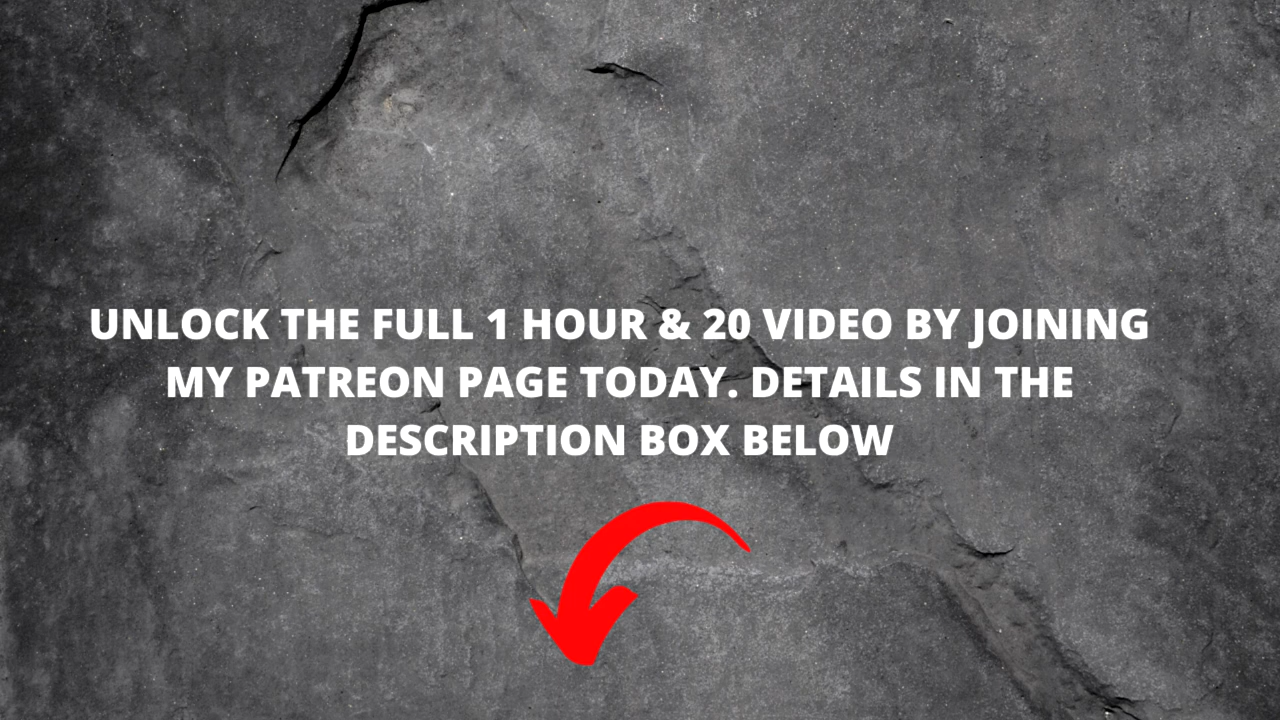 UNLOCK THE FULL 1 HOUR & 20 VIDEO BY JOINING
MY PATREON PAGE TODAY. DETAILS IN THE
DESCRIPTION BOX BELOW